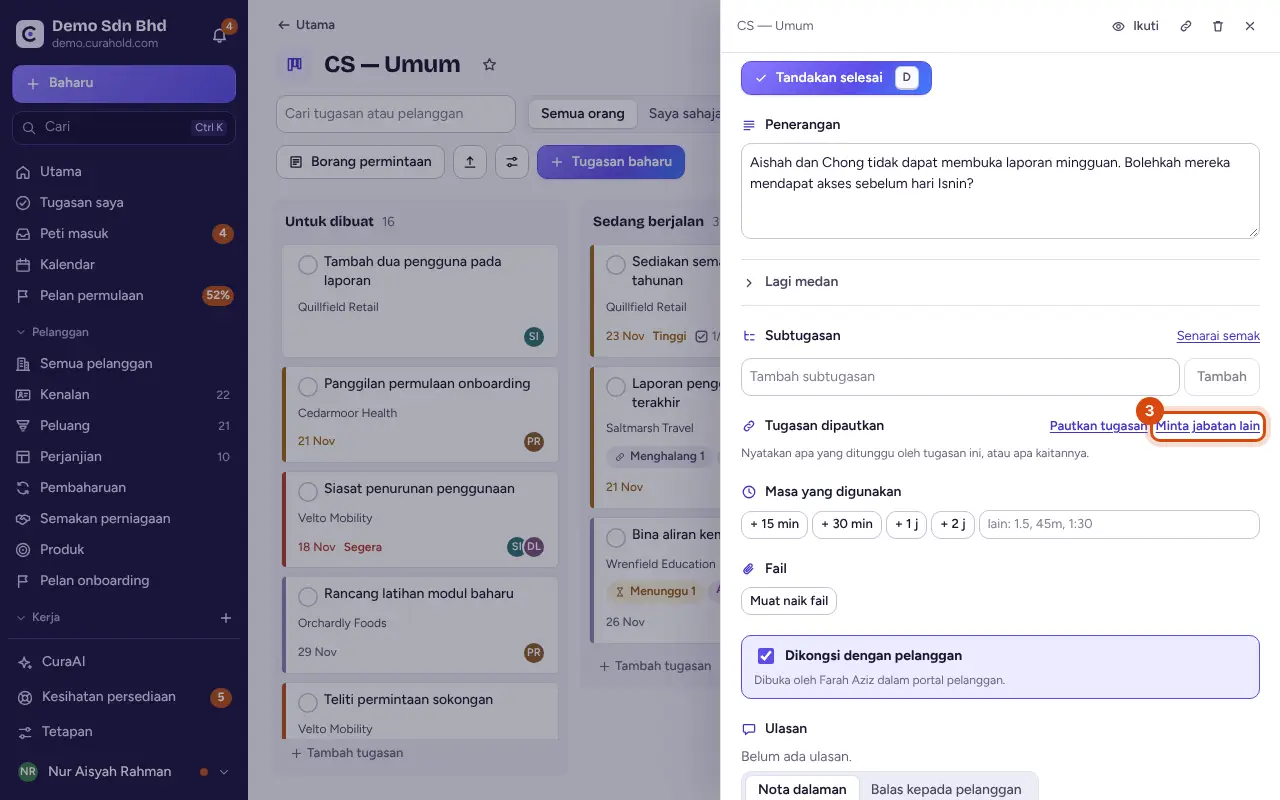 Demo Sdn Bhd
demo.curahold.com
4
Baharu
Cari
Ctrl K
Utama
Tugasan saya
Peti masuk
4
Kalendar
Pelan permulaan
52%
Pelanggan
Semua pelanggan
Kenalan
22
Peluang
21
Perjanjian
10
Pembaharuan
Semakan perniagaan
Produk
Pelan onboarding
Kerja
CuraAI
Kesihatan persediaan
5
Tetapan
NR
Nur Aisyah Rahman
Utama
CS — Umum
Cari tugasan atau pelanggan
Semua orang
Saya sahaja
Borang permintaan
Tugasan baharu
Untuk dibuat 16
Tambah dua pengguna pada
laporan
Quillfield Retail
SI
Panggilan permulaan onboarding
Cedarmoor Health
21 Nov
PR
Siasat penurunan penggunaan
Velto Mobility
18 Nov Segera
SI
DL
Rancang latihan modul baharu
Orchardly Foods
29 Nov
PR
Teliti permintaan sokongan
Velto Mobility
Tambah tugasan
Sedang berjalan 3
Sediakan
tahunan
Quillfield Retail
23 Nov Tinggi 1/
Laporan
terakhir
Saltmarsh Travel
Menghalang 1
21 Nov
Bina aliran
Wrenfield Education
Menunggu 1
26 Nov
Tambah tugasan
CS — Umum
Ikuti
Tandakan selesai D
Penerangan
Aishah dan Chong tidak dapat membuka laporan mingguan. Bolehkah mereka
mendapat akses sebelum hari Isnin?
Lagi medan
Subtugasan
Senarai semak
Tambah subtugasan
Tambah
3
Tugasan dipautkan
Pautkan tugasan
Minta jabatan lain
Nyatakan apa yang ditunggu oleh tugasan ini, atau apa kaitannya.
Masa yang digunakan
+ 15 min
+ 30 min
+ 1 j
+ 2 j
lain: 1.5, 45m, 1:30
Fail
Muat naik fail
Dikongsi dengan pelanggan
Dibuka oleh Farah Aziz dalam portal pelanggan.
Ulasan
Belum ada ulasan.
Nota dalaman
Balas kepada pelanggan